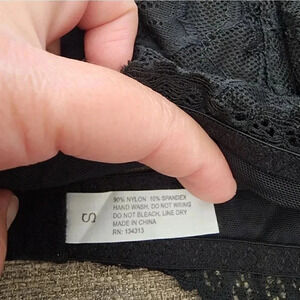 S
90% NYLON 10% SPANDEX
HAND WASH, DO NOT WRING
DO NOT BLEACH, LINE DRY
MADE IN CHINA
RN: 134313